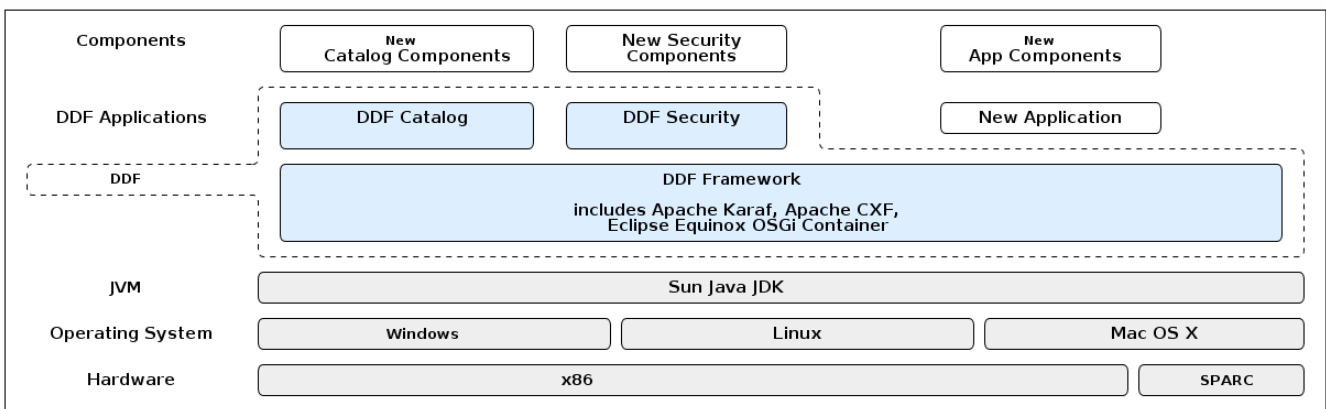 Components
New
Catalog Components
New Security
Components
New
App Components
DDF Applications
DDF Catalog
DDF Security
New Application
DDF
DDF Framework
includes Apache Karaf, Apache CXF,
Eclipse Equinox OSGi Container
JVM
Sun Java JDK
Operating System
Windows
Linux
Mac OS X
Hardware
x86
SPARC